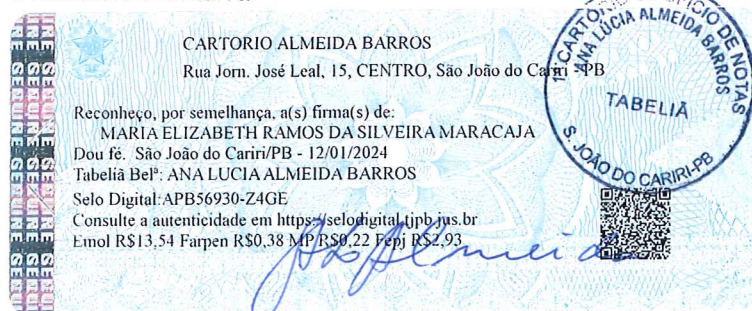 CARTORIO ALMEIDA BARROS
Rua Jorn. José Leal, 15, CENTRO, São João do Cariri - PB
Reconheço, por semelhança, a(s) firma(s) de:
MARIA ELIZABETH RAMOS DA SILVEIRA MARACAJA
Dou fé. São João do Cariri/PB - 12/01/2024
Tabeliã Belª: ANA LUCIA ALMEIDA BARROS
Selo Digital:APB56930-Z4GE
Consulte a autenticidade em https://selodigital.tjpb.jus.br
Emol R$13,54 Farpen R$0,38 MP R$0,22 Fepj R$2,93
CARTÓRIO
DE NOTAS
ANA LÚCIA ALMEIDA BARROS
TABELIÃ
S. JOÃO DO CARIRI-PB